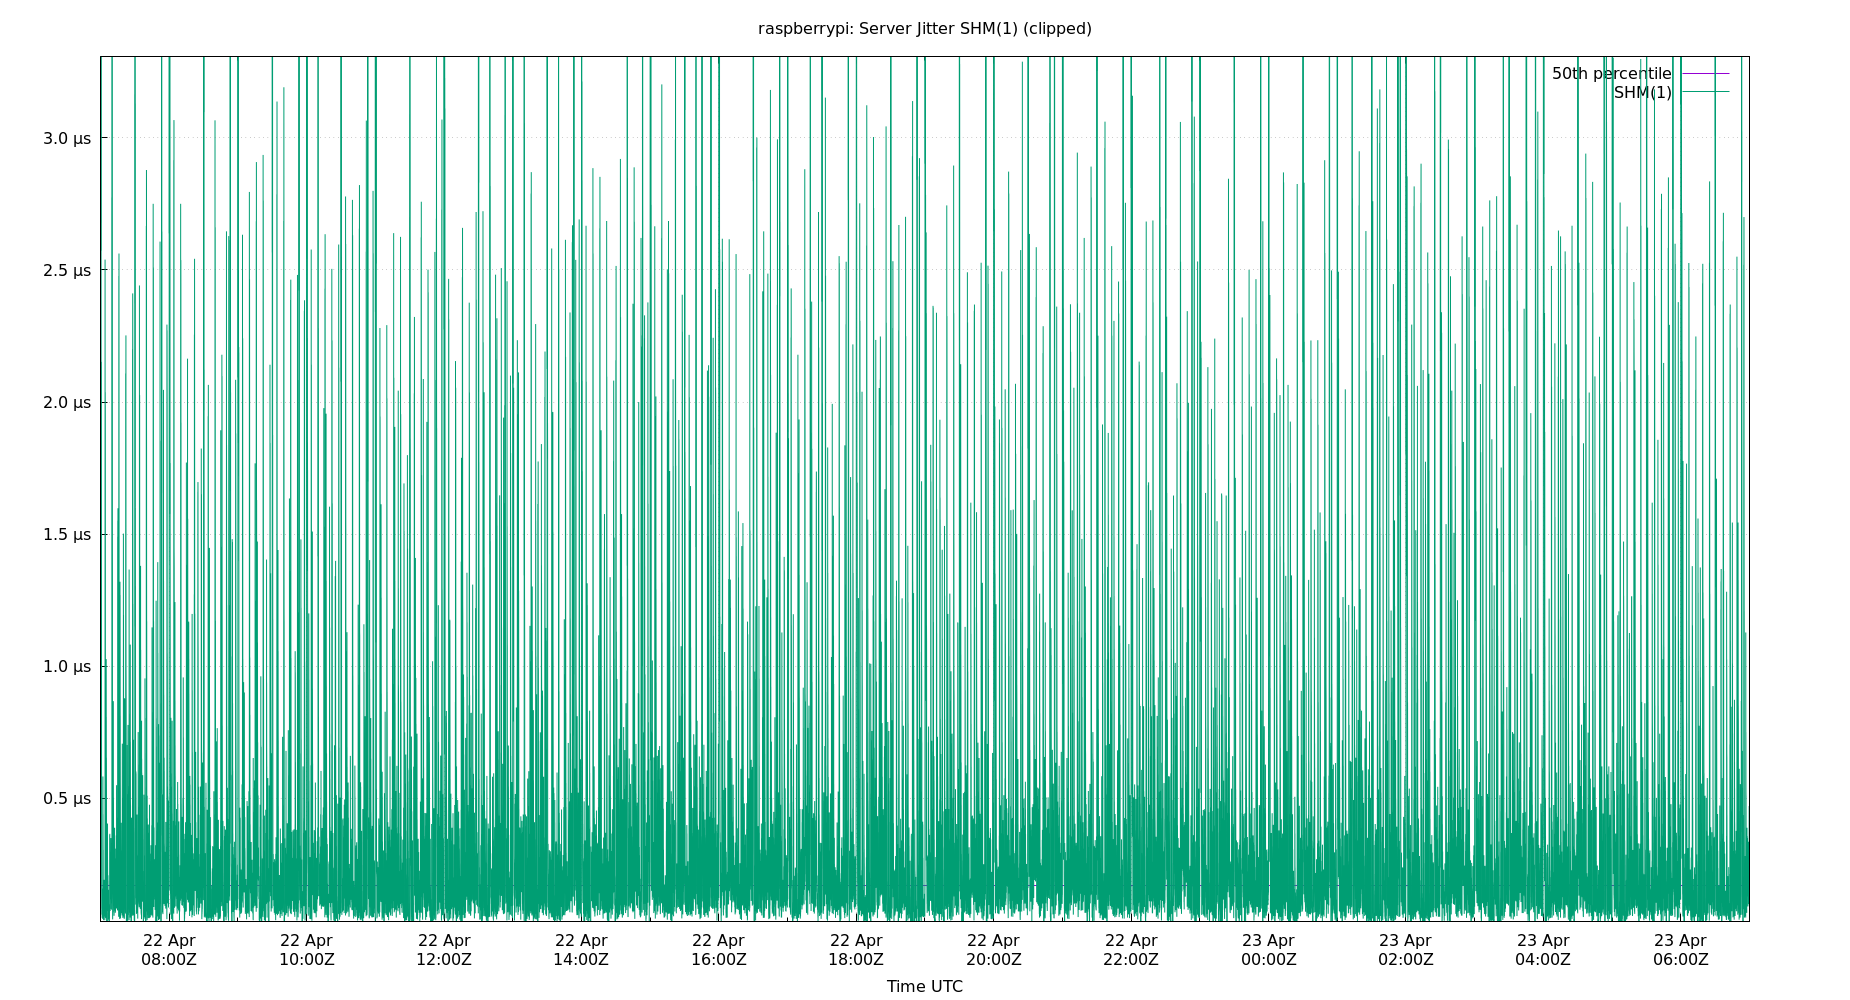 raspberrypi: Server Jitter SHM(1) (clipped)
50th percentile
SHM(1)
3.0 µs
2.5 µs
2.0 µs
1.5 µs
1.0 µs
0.5 µs
22 Apr 22 Apr 22 Apr 22 Apr 22 Apr 22 Apr 22 Apr 22 Apr 23 Apr 23 Apr 23 Apr 23 Apr
08:00Z 10:00Z 12:00Z 14:00Z 16:00Z 18:00Z 20:00Z 22:00Z 00:00Z 02:00Z 04:00Z 06:00Z
Time UTC